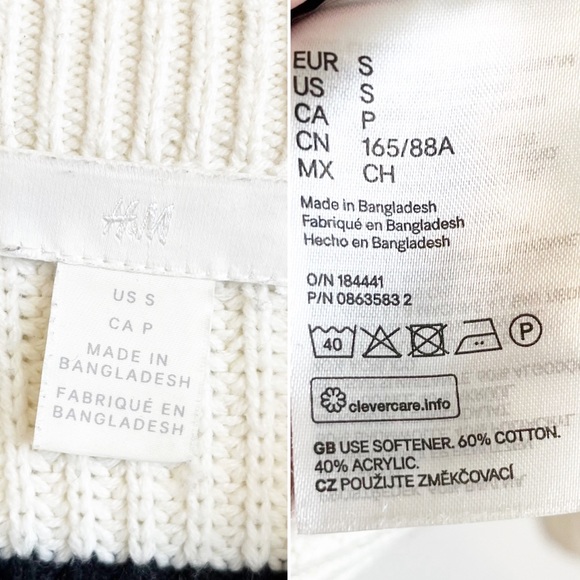 H&M
US S
CA P
MADE IN
BANGLADESH
FABRIQUÉ EN
BANGLADESH
EUR S
US S
CA P
CN 165/88A
MX CH
Made in Bangladesh
Fabriqué en Bangladesh
Hecho en Bangladesh
O/N 184441
P/N 0863583 2
40
P
clevercare.info
GB USE SOFTENER. 60% COTTON.
40% ACRYLIC.
CZ POUŽIJTE ZMĚKČOVACÍ